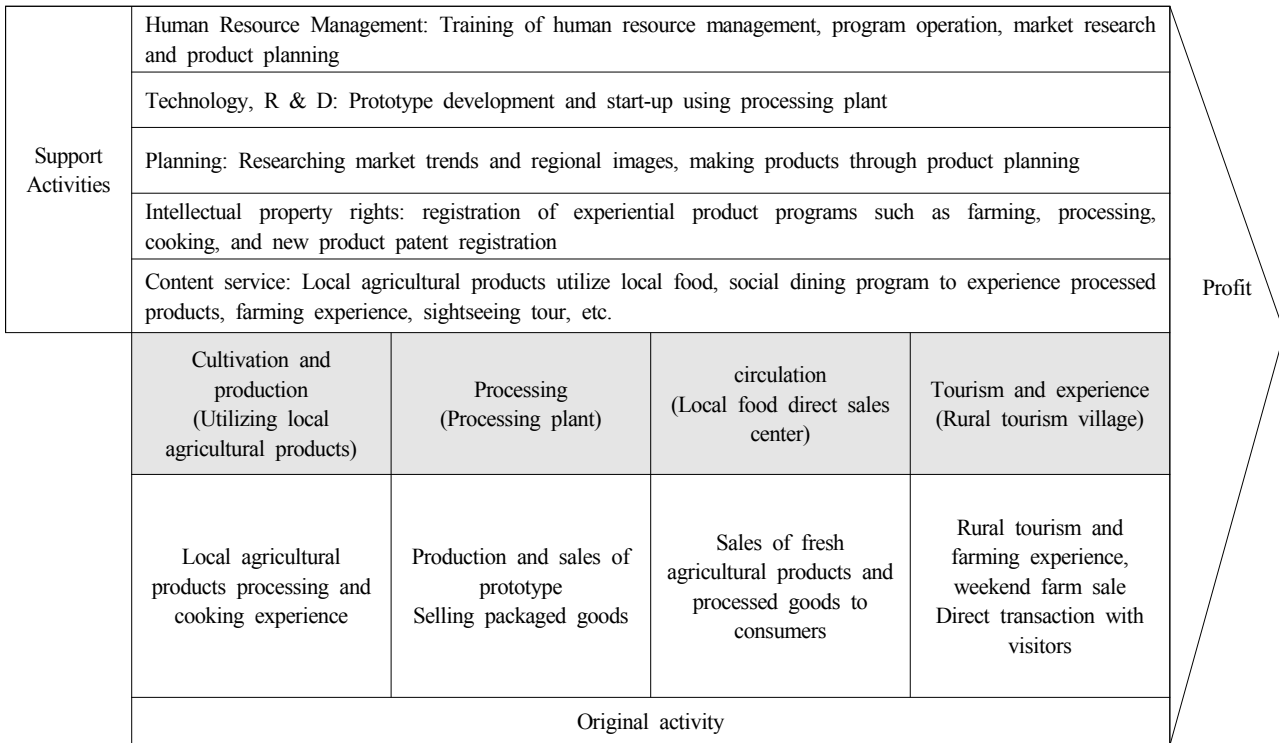 Human Resource Management: Training of human resource management, program operation, market research
and product planning
Technology, R & D: Prototype development and start-up using processing plant
Support
Activities
Planning: Researching market trends and regional images, making products through product planning
Intellectual property rights: registration of experiential product programs such as farming, processing,
cooking, and new product patent registration
Content service: Local agricultural products utilize local food, social dining program to experience processed
products, farming experience, sightseeing tour, etc.
Profit
Cultivation and
production
(Utilizing local
agricultural products)
Processing
(Processing plant)
circulation
(Local food direct sales
center)
Tourism and experience
(Rural tourism village)
Local agricultural
products processing and
cooking experience
Production and sales of
prototype
Selling packaged goods
Sales of fresh
agricultural products and
processed goods to
consumers
Rural tourism and
farming experience,
weekend farm sale
Direct transaction with
visitors
Original activity